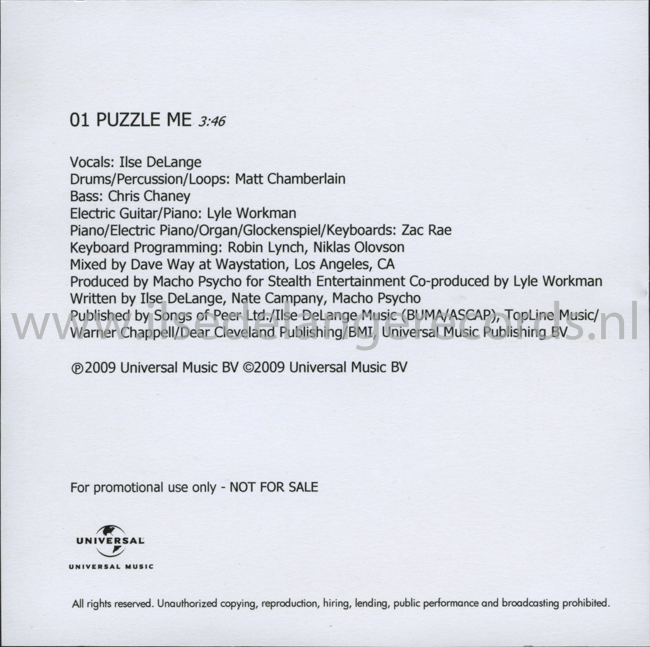 01 PUZZLE ME 3:46
Vocals: Ilse DeLange
Drums/Percussion/Loops: Matt Chamberlain
Bass: Chris Chaney
Electric Guitar/Piano: Lyle Workman
Piano/Electric Piano/Organ/Glockenspiel/Keyboards: Zac Rae
Keyboard Programming: Robin Lynch, Niklas Olovson
Mixed by Dave Way at Waystation, Los Angeles, CA
Produced by Macho Psycho for Stealth Entertainment Co-produced by Lyle Workman
Written by Ilse DeLange, Nate Campany, Macho Psycho
Published by Songs of Peer Ltd./Ilse DeLange Music (BUMA/ASCAP), TopLine Music/
www.ilsedelangerecords.nl
Warner Chappell/Dear Cleveland Publishing/BMI, Universal Music Publishing BV
℗2009 Universal Music BV ©2009 Universal Music BV
For promotional use only - NOT FOR SALE
UNIVERSAL
UNIVERSAL MUSIC
All rights reserved. Unauthorized copying, reproduction, hiring, lending, public performance and broadcasting prohibited.